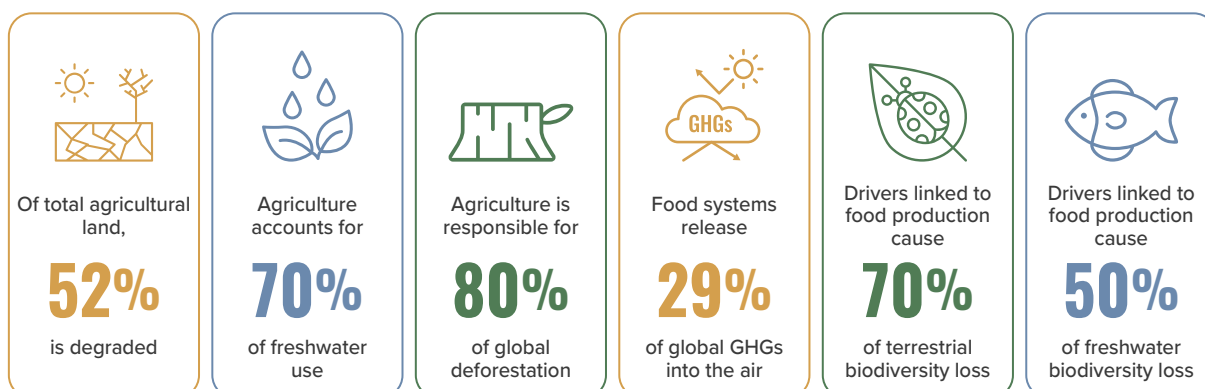 Of total agricultural
land,
52%
is degraded
Agriculture
accounts for
70%
of freshwater
use
Agriculture is
responsible for
80%
of global
deforestation
GHGs
Food systems
release
29%
of global GHGs
into the air
Drivers linked to
food production
cause
70%
of terrestrial
biodiversity loss
Drivers linked to
food production
cause
50%
of freshwater
biodiversity loss